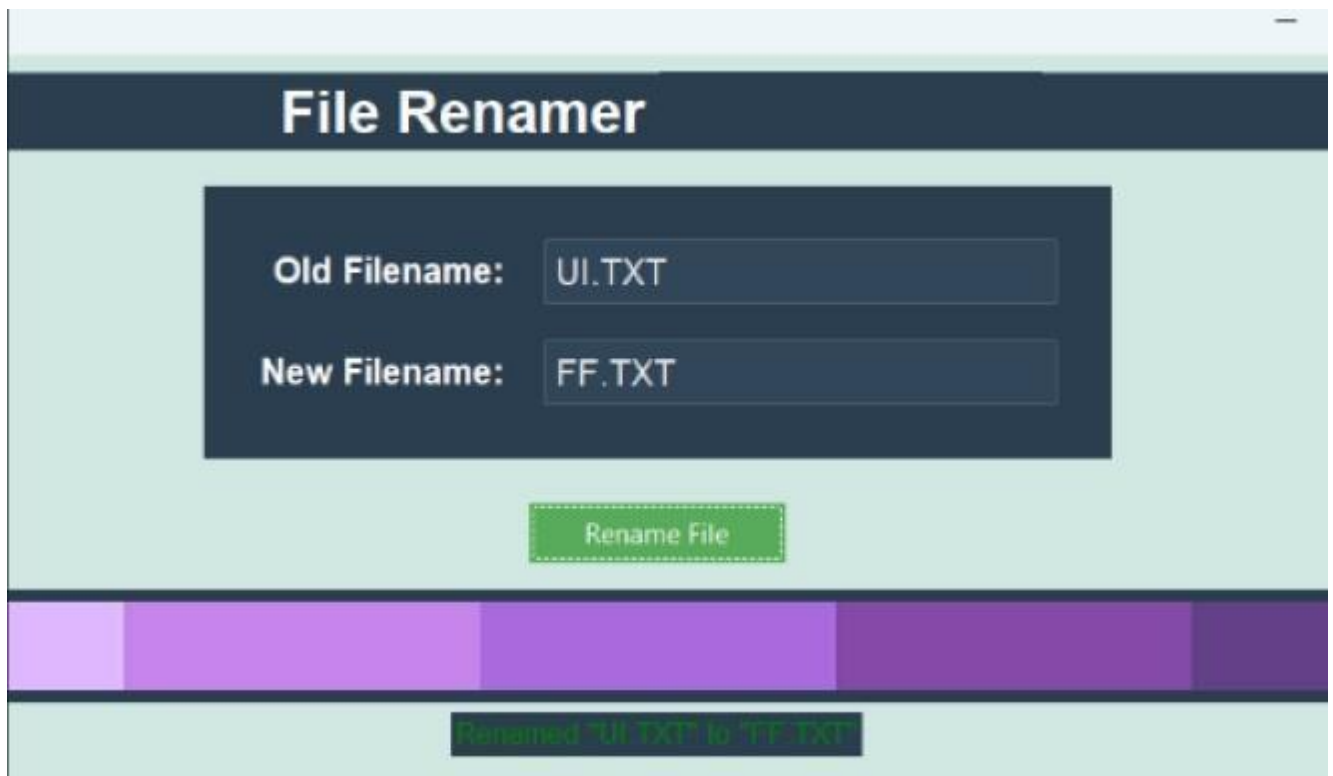 File Renamer
Old Filename: UI.TXT
New Filename: FF.TXT
Rename File
Renamed "UI.TXT" to "FF.TXT"